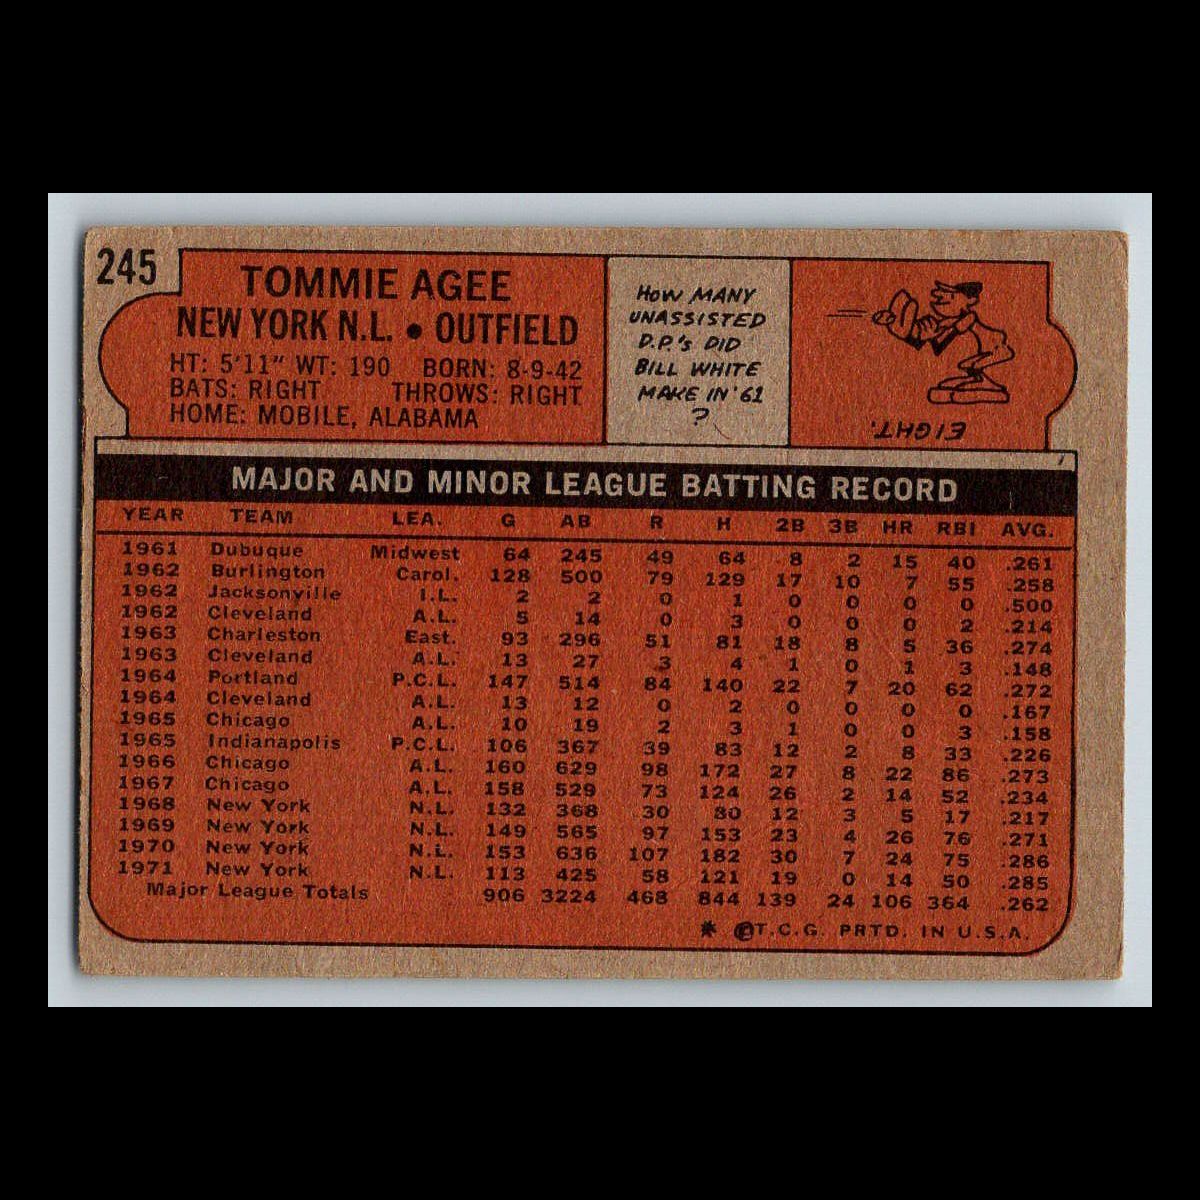 245
TOMMIE AGEE
NEW YORK N.L. • OUTFIELD
HT: 5'11" WT: 190 BORN: 8-9-42
BATS: RIGHT THROWS: RIGHT
HOME: MOBILE, ALABAMA
HOW MANY
UNASSISTED
D.P.'s DID
BILL WHITE
MAKE IN '61
?
EIGHT.
MAJOR AND MINOR LEAGUE BATTING RECORD
YEAR TEAM LEA. G AB R H 2B 3B HR RBI AVG.
1961 Dubuque Midwest 64 245 49 64 8 2 15 40 .261
1962 Burlington Carol. 128 500 79 129 17 10 7 55 .258
1962 Jacksonville I.L. 2 2 0 1 0 0 0 0 .500
1962 Cleveland A.L. 5 14 0 3 0 0 0 2 .214
1963 Charleston East. 93 296 51 81 18 8 5 36 .274
1963 Cleveland A.L. 13 27 3 4 1 0 1 3 .148
1964 Portland P.C.L. 147 514 84 140 22 7 20 62 .272
1964 Cleveland A.L. 13 12 0 2 0 0 0 0 .167
1965 Chicago A.L. 10 19 2 3 1 0 0 3 .158
1965 Indianapolis P.C.L. 106 367 39 83 12 2 8 33 .226
1966 Chicago A.L. 160 629 98 172 27 8 22 86 .273
1967 Chicago A.L. 158 529 73 124 26 2 14 52 .234
1968 New York N.L. 132 368 30 80 12 3 5 17 .217
1969 New York N.L. 149 565 97 153 23 4 26 76 .271
1970 New York N.L. 153 636 107 182 30 7 24 75 .286
1971 New York N.L. 113 425 58 121 19 0 14 50 .285
Major League Totals 906 3224 468 844 139 24 106 364 .262
* ©T.C.G. PRTD. IN U.S.A.